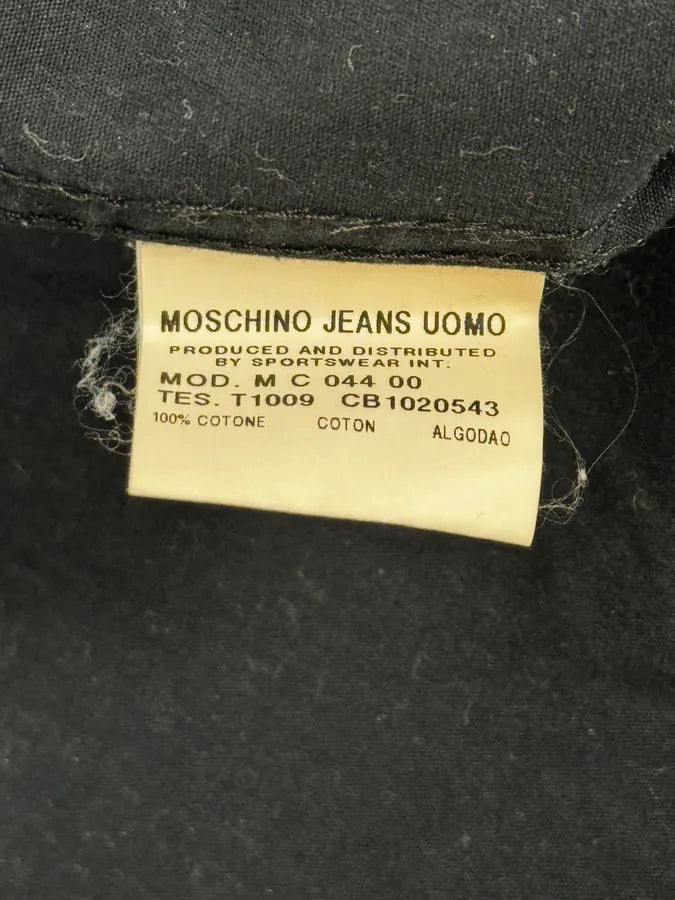 MOSCHINO JEANS UOMO
PRODUCED AND DISTRIBUTED
BY SPORTSWEAR INT.
MOD. M C 044 00
TES. T1009 CB1020543
100% COTONE COTON ALGODAO